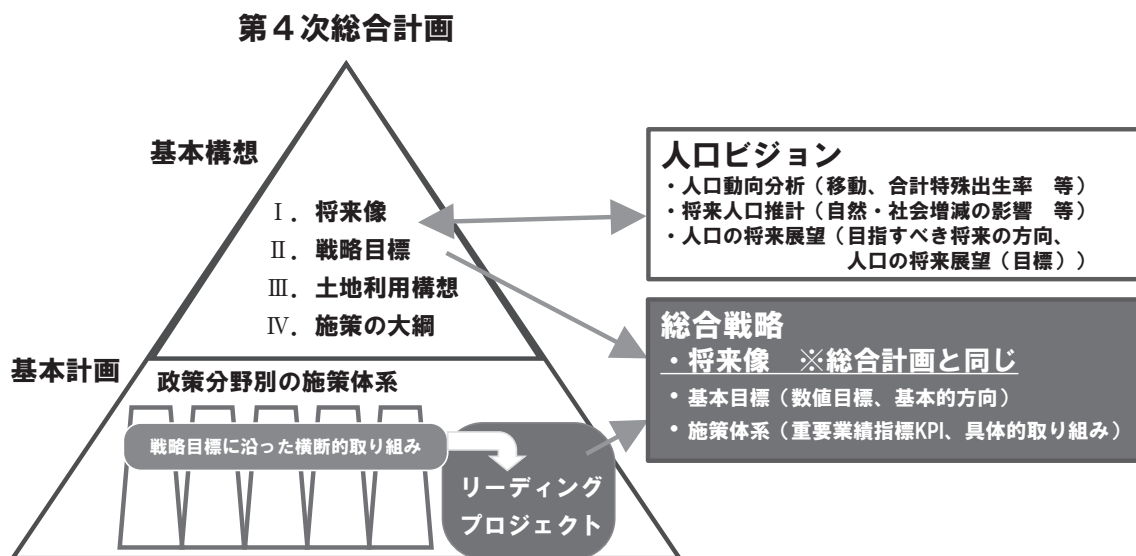 第4次総合計画
基本構想
Ⅰ．将来像
Ⅱ．戦略目標
Ⅲ．土地利用構想
Ⅳ．施策の大綱
基本計画
政策分野別の施策体系
戦略目標に沿った横断的取り組み
リーディング
プロジェクト
人口ビジョン
・人口動向分析（移動、合計特殊出生率　等）
・将来人口推計（自然・社会増減の影響　等）
・人口の将来展望（目指すべき将来の方向、
人口の将来展望（目標））
総合戦略
・将来像　※総合計画と同じ
・基本目標（数値目標、基本的方向）
・施策体系（重要業績指標KPI、具体的取り組み）